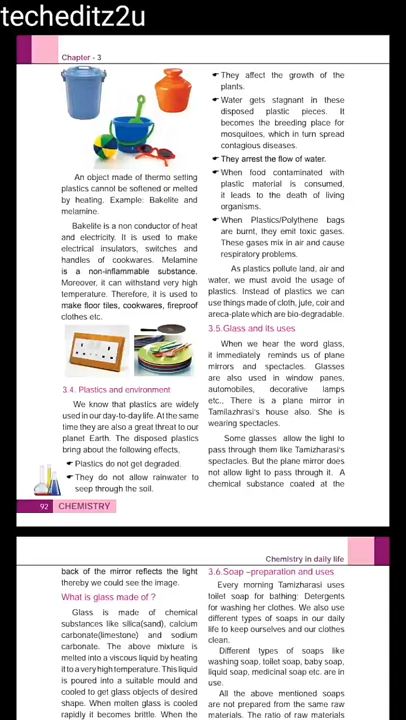 techeditz2u
Chapter - 3
An object made of thermo setting
plastics cannot be softened or melted
by heating. Example: Bakelite and
melamine.
Bakelite is a non conductor of heat
and electricity. It is used to make
electrical insulators, switches and
handles of cookwares. Melamine
is a non-inflammable substance.
Moreover, it can withstand very high
temperature. Therefore, it is used to
make floor tiles, cookwares, fireproof
clothes etc.
3.4. Plastics and environment
We know that plastics are widely
used in our day-to-day life. At the same
time they are also a great threat to our
planet Earth. The disposed plastics
bring about the following effects.
☛ Plastics do not get degraded.
☛ They do not allow rainwater to
seep through the soil.
☛ They affect the growth of the
plants.
☛ Water gets stagnant in these
disposed plastic pieces. It
becomes the breeding place for
mosquitoes, which in turn spread
contagious diseases.
☛ They arrest the flow of water.
☛ When food contaminated with
plastic material is consumed,
it leads to the death of living
organisms.
☛ When Plastics/Polythene bags
are burnt, they emit toxic gases.
These gases mix in air and cause
respiratory problems.
As plastics pollute land, air and
water, we must avoid the usage of
plastics. Instead of plastics we can
use things made of cloth, jute, coir and
areca-plate which are bio-degradable.
3.5.Glass and its uses
When we hear the word glass,
it immediately reminds us of plane
mirrors and spectacles. Glasses
are also used in window panes,
automobiles, decorative lamps
etc., There is a plane mirror in
Tamilazhrasi's house also. She is
wearing spectacles.
Some glasses allow the light to
pass through them like Tamizharasi's
spectacles. But the plane mirror does
not allow light to pass through it. A
chemical substance coated at the
92 CHEMISTRY
Chemistry in daily life
back of the mirror reflects the light
thereby we could see the image.
What is glass made of ?
Glass is made of chemical
substances like silica(sand), calcium
carbonate(limestone) and sodium
carbonate. The above mixture is
melted into a viscous liquid by heating
it to a very high temperature. This liquid
is poured into a suitable mould and
cooled to get glass objects of desired
shape. When molten glass is cooled
rapidly it becomes brittle. When the
3.6.Soap –preparation and uses
Every morning Tamizharasi uses
toilet soap for bathing: Detergents
for washing her clothes. We also use
different types of soaps in our daily
life to keep ourselves and our clothes
clean.
Different types of soaps like
washing soap, toilet soap, baby soap,
liquid soap, medicinal soap etc. are in
use.
All the above mentioned soaps
are not prepared from the same raw
materials. The ratio of raw materials